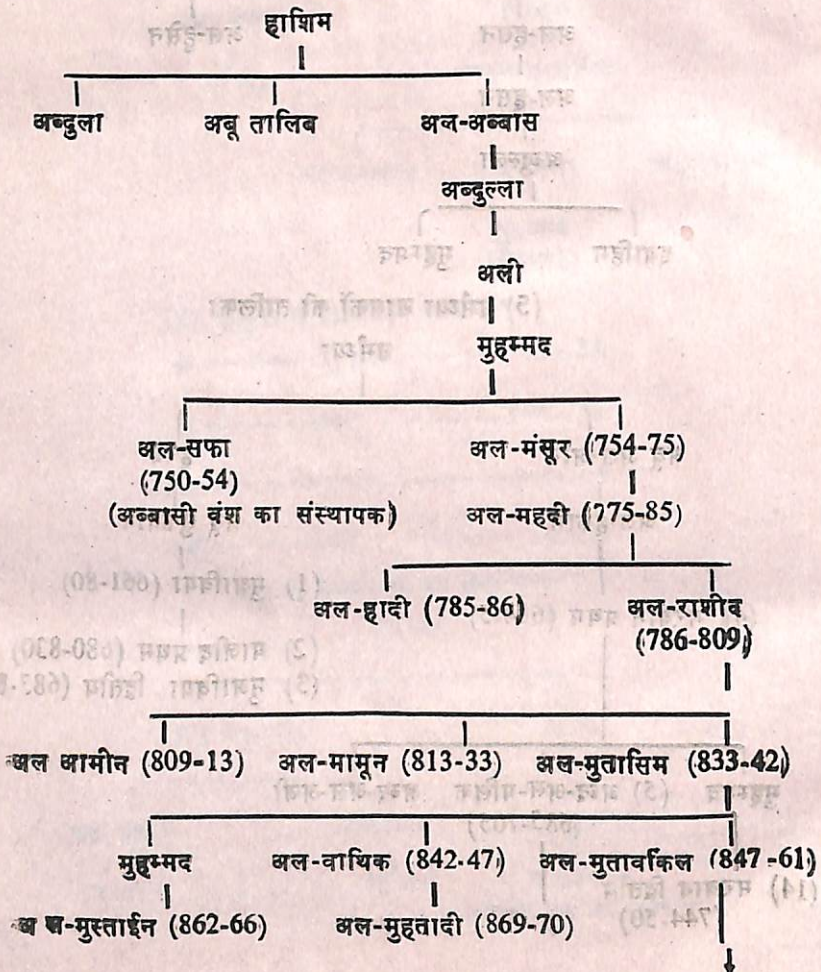 हाशिम
अब्दुला अबू तालिब अल-अब्बास
अब्दुल्ला
अली
मुहम्मद
अल-सफा अल-मंसूर (754-75)
(750-54)
(अब्बासी वंश का संस्थापक) अल-महदी (775-85)
अल-हादी (785-86) अल-राशीद
(786-809)
अल आमीन (809-13) अल-मामून (813-33) अल-मुतासिम (833-42)
मुहम्मद अल-वाथिक (842-47) अल-मुतावकिल (847-61)
अल-मुस्ताईन (862-66) अल-मुहतादी (869-70)